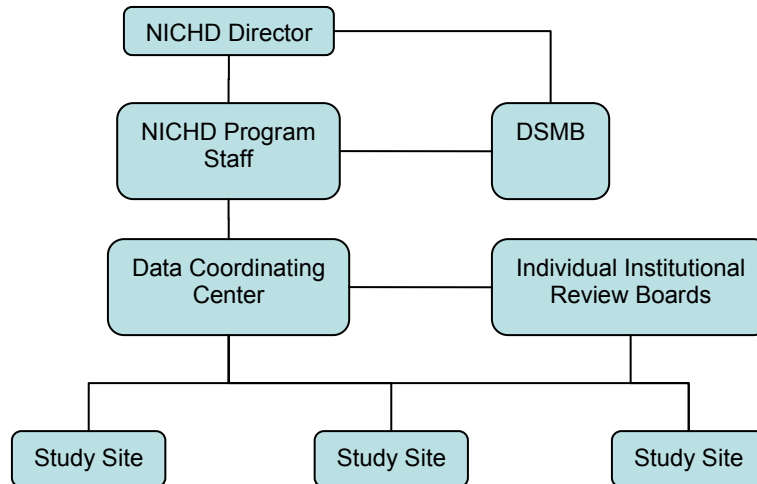 NICHD Director
NICHD Program
Staff
DSMB
Data Coordinating
Center
Individual Institutional
Review Boards
Study Site
Study Site
Study Site